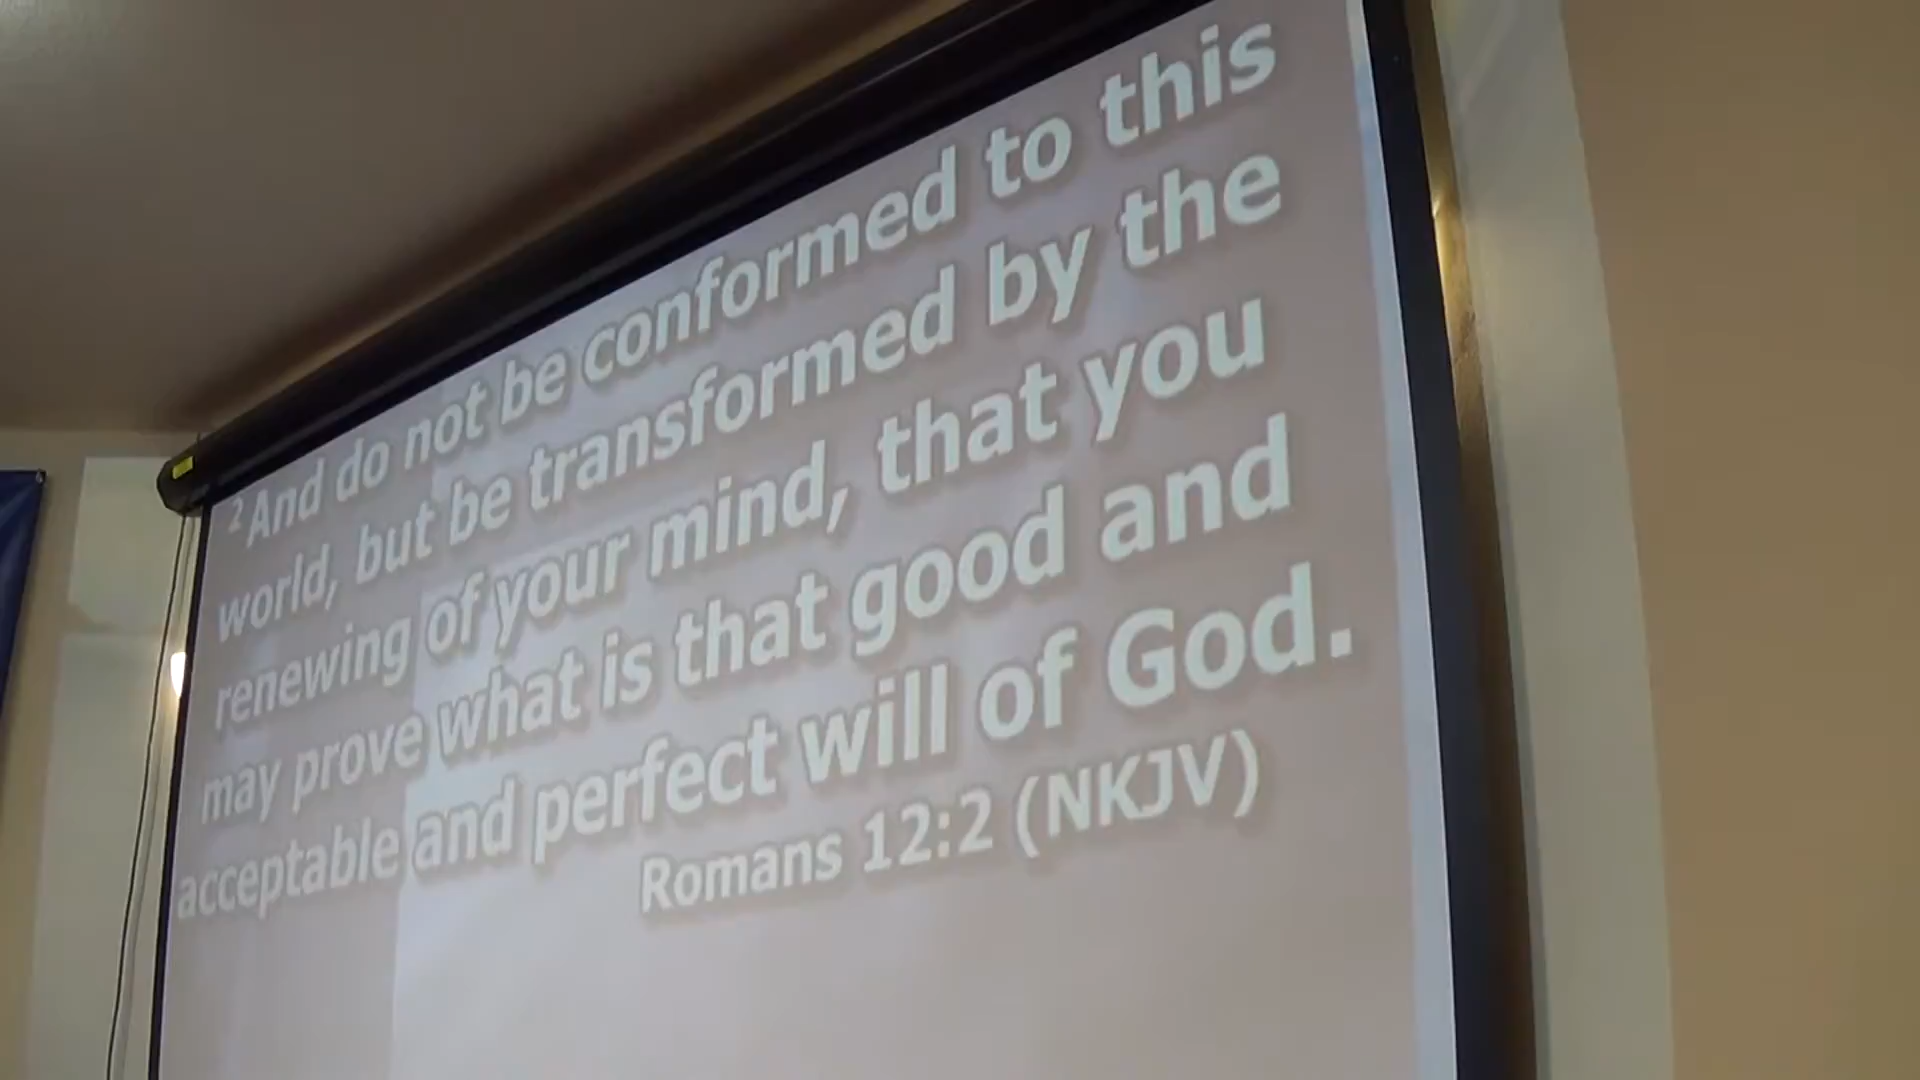 ² And do not be conformed to this
world, but be transformed by the
renewing of your mind, that you
may prove what is that good and
acceptable and perfect will of God.
Romans 12:2 (NKJV)